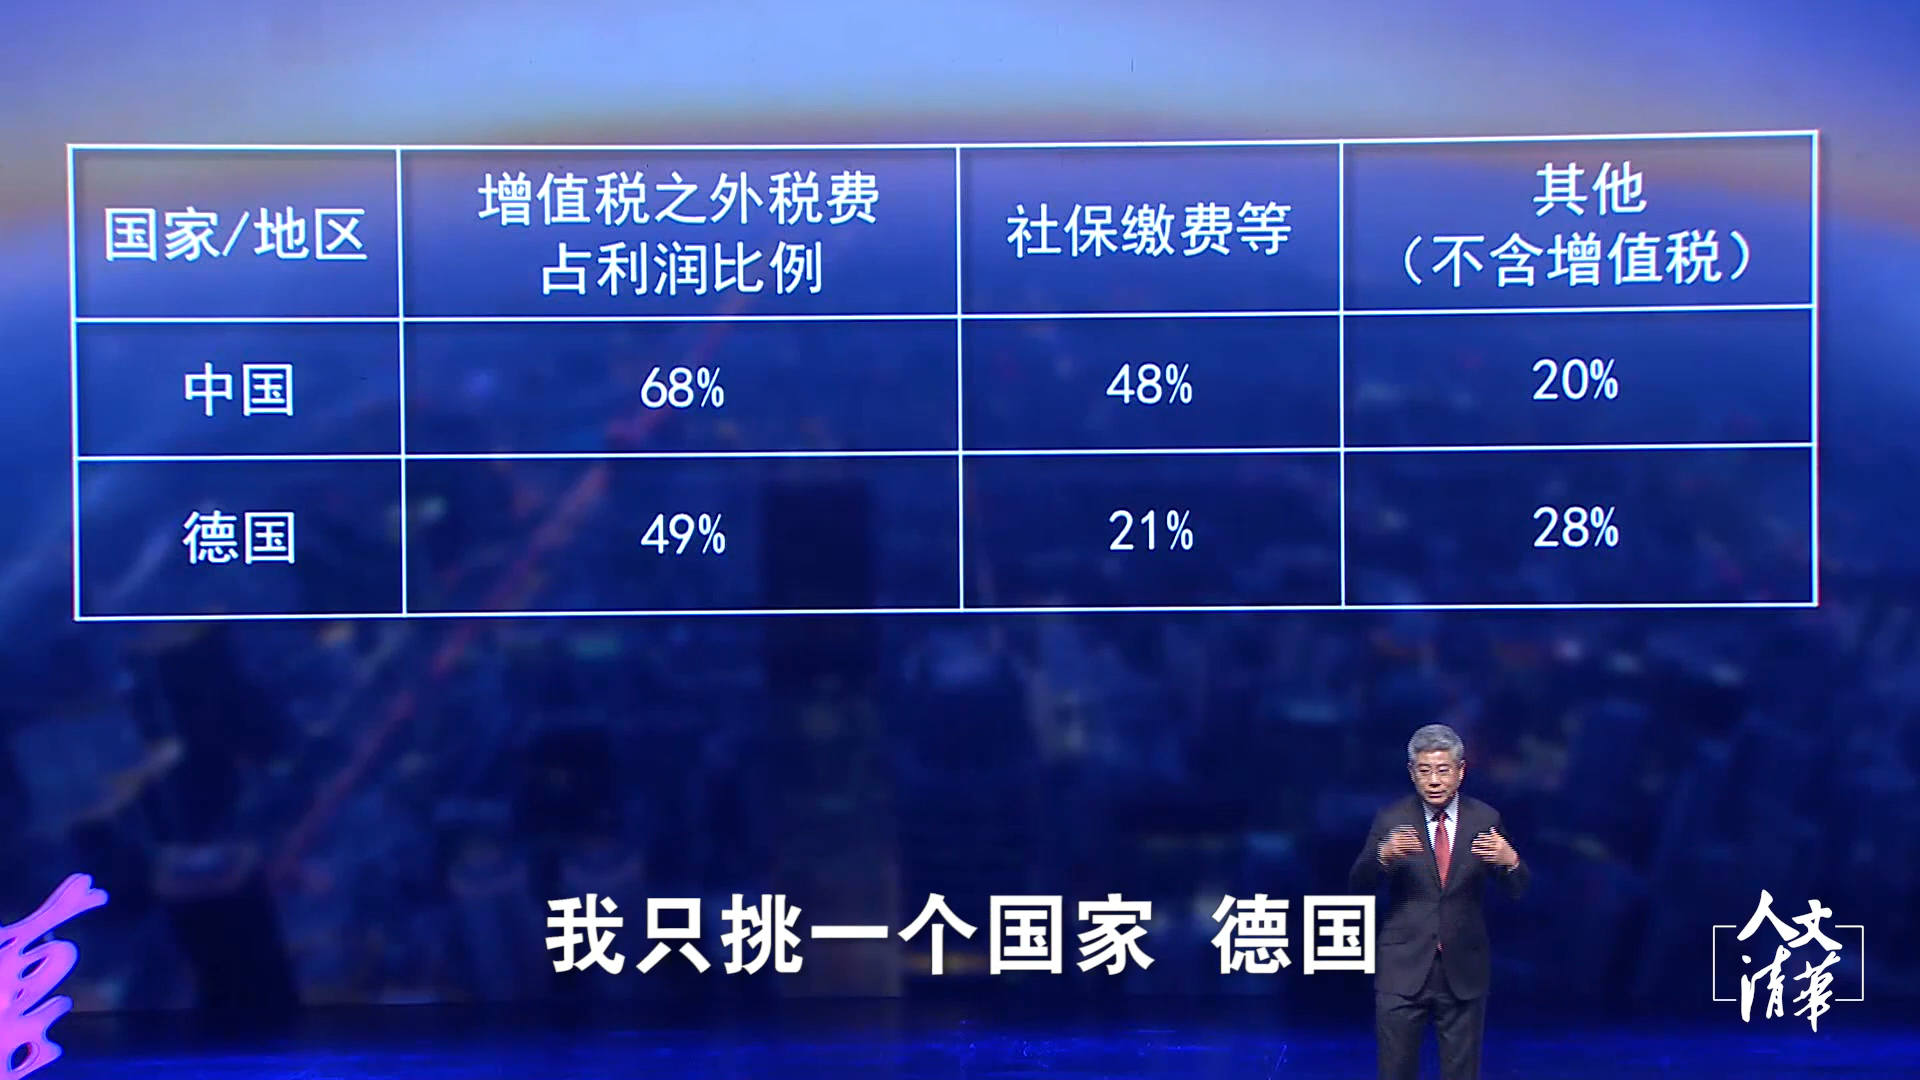 国家/地区
增值税之外税费
占利润比例
社保缴费等
其他
（不含增值税）
中国
68%
48%
20%
德国
49%
21%
28%
我只挑一个国家 德国
人文
清華